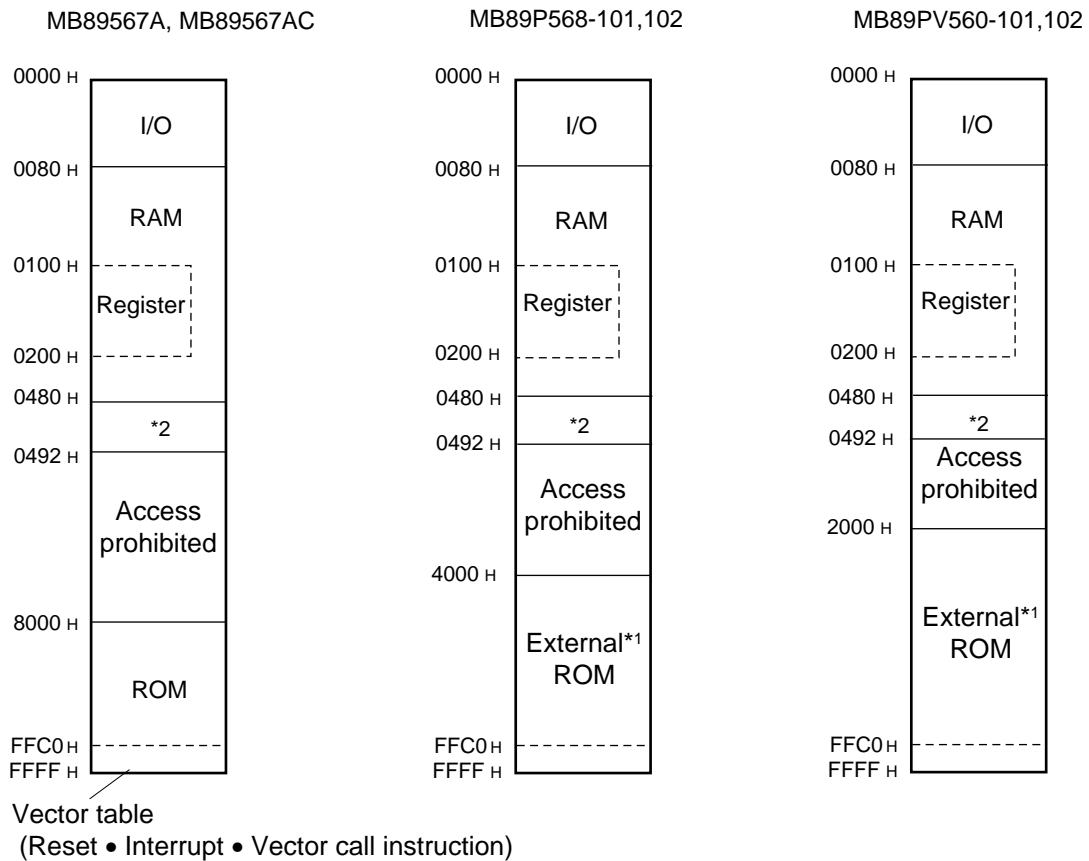 MB89567A, MB89567AC
0000 H
I/O
0080 H
RAM
0100 H
Register
0200 H
0480 H
*2
0492 H
Access
prohibited
8000 H
ROM
FFC0 H
FFFF H
Vector table
(Reset • Interrupt • Vector call instruction)
MB89P568-101,102
0000 H
I/O
0080 H
RAM
0100 H
Register
0200 H
0480 H
*2
0492 H
Access
prohibited
4000 H
External*1
ROM
FFC0 H
FFFF H
MB89PV560-101,102
0000 H
I/O
0080 H
RAM
0100 H
Register
0200 H
0480 H
*2
0492 H
Access
prohibited
2000 H
External*1
ROM
FFC0 H
FFFF H